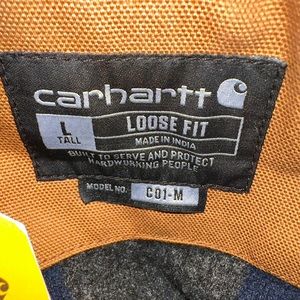 carhartt
L
TALL
LOOSE FIT
MADE IN INDIA
BUILT TO SERVE AND PROTECT
HARDWORKING PEOPLE
MODEL NO. C01-M